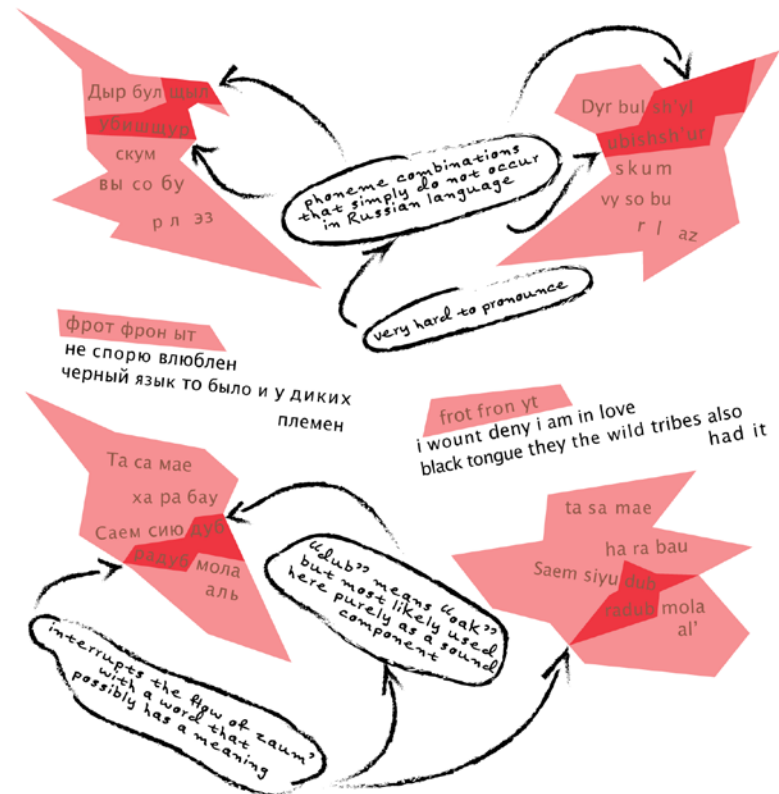 Дыр бул щыл
убишщур
скум
вы со бу
р л эз
Dyr bul sh'yl
ubishsh'ur
skum
vy so bu
r l az
phoneme combinations
that simply do not occur
in Russian language
very hard to pronounce
фрот фрон ыт
не спорю влюблен
черный язык то было и у диких
племен
frot fron yt
i wount deny i am in love
black tongue they the wild tribes also
had it
Та са мае
ха ра бау
Саем сию дуб
радуб мола
аль
"dub" means "oak"
but most likely used
here purely as a sound
component
ta sa mae
ha ra bau
Saem siyu dub
radub mola
al'
interrupts the flow of zaum'
with a word that
possibly has a meaning